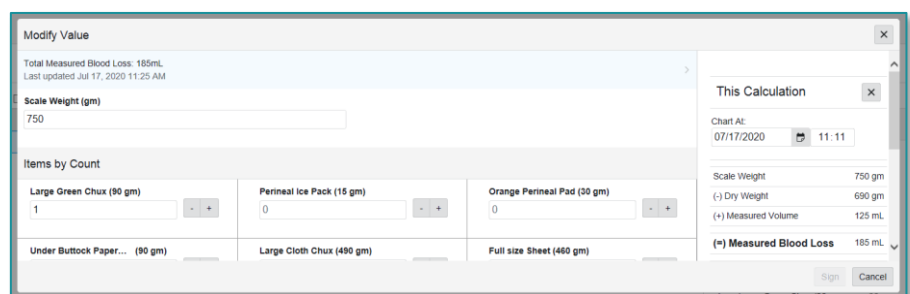 Modify Value
Total Measured Blood Loss: 185mL
Last updated Jul 17, 2020 11:25 AM
Scale Weight (gm)
750
Items by Count
Large Green Chux (90 gm)
1
- +
Perineal Ice Pack (15 gm)
0
- +
Orange Perineal Pad (30 gm)
0
- +
Under Buttock Paper... (90 gm)
Large Cloth Chux (490 gm)
Full size Sheet (460 gm)
This Calculation
Chart At:
07/17/2020 11:11
Scale Weight 750 gm
(-) Dry Weight 690 gm
(+) Measured Volume 125 mL
(=) Measured Blood Loss 185 mL
Sign Cancel